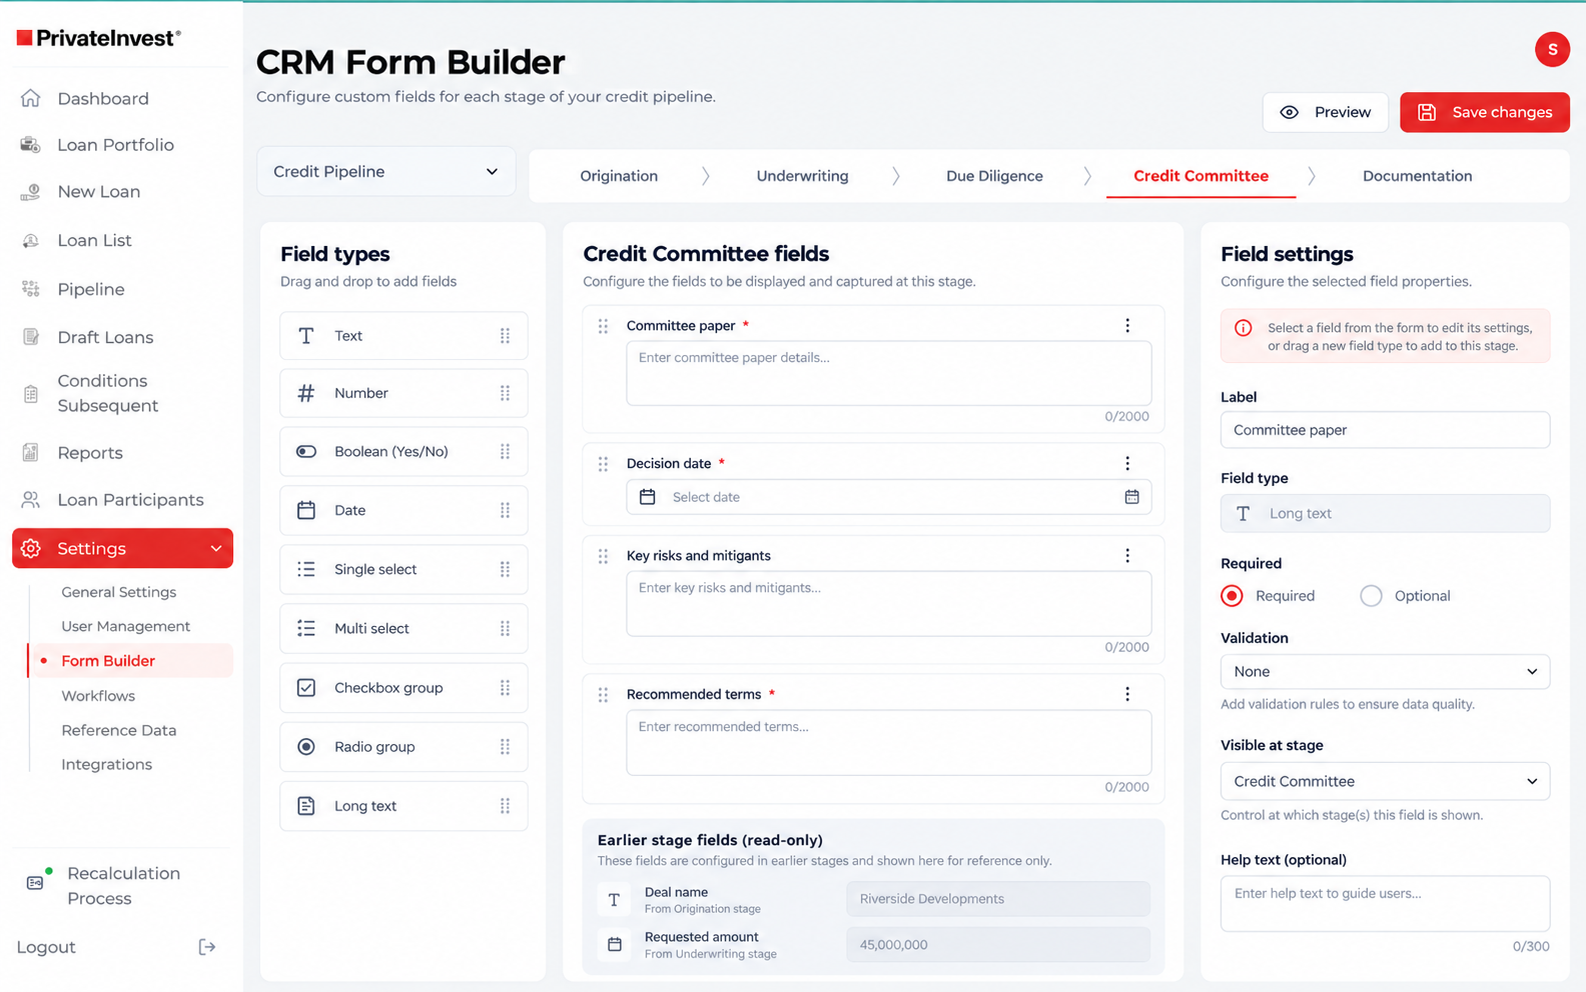 PrivateInvest®
Dashboard
Loan Portfolio
New Loan
Loan List
Pipeline
Draft Loans
Conditions
Subsequent
Reports
Loan Participants
Settings
General Settings
User Management
Form Builder
Workflows
Reference Data
Integrations
Recalculation
Process
Logout
CRM Form Builder
Configure custom fields for each stage of your credit pipeline.
S
Preview
Save changes
Credit Pipeline
Origination
Underwriting
Due Diligence
Credit Committee
Documentation
Field types
Drag and drop to add fields
Text
Number
Boolean (Yes/No)
Date
Single select
Multi select
Checkbox group
Radio group
Long text
Credit Committee fields
Configure the fields to be displayed and captured at this stage.
Committee paper *
Enter committee paper details...
0/2000
Decision date *
Select date
Key risks and mitigants
Enter key risks and mitigants...
0/2000
Recommended terms *
Enter recommended terms...
0/2000
Earlier stage fields (read-only)
These fields are configured in earlier stages and shown here for reference only.
Deal name
From Origination stage
Riverside Developments
Requested amount
From Underwriting stage
45,000,000
Field settings
Configure the selected field properties.
Select a field from the form to edit its settings,
or drag a new field type to add to this stage.
Label
Committee paper
Field type
Long text
Required
Required
Optional
Validation
None
Add validation rules to ensure data quality.
Visible at stage
Credit Committee
Control at which stage(s) this field is shown.
Help text (optional)
Enter help text to guide users...
0/300